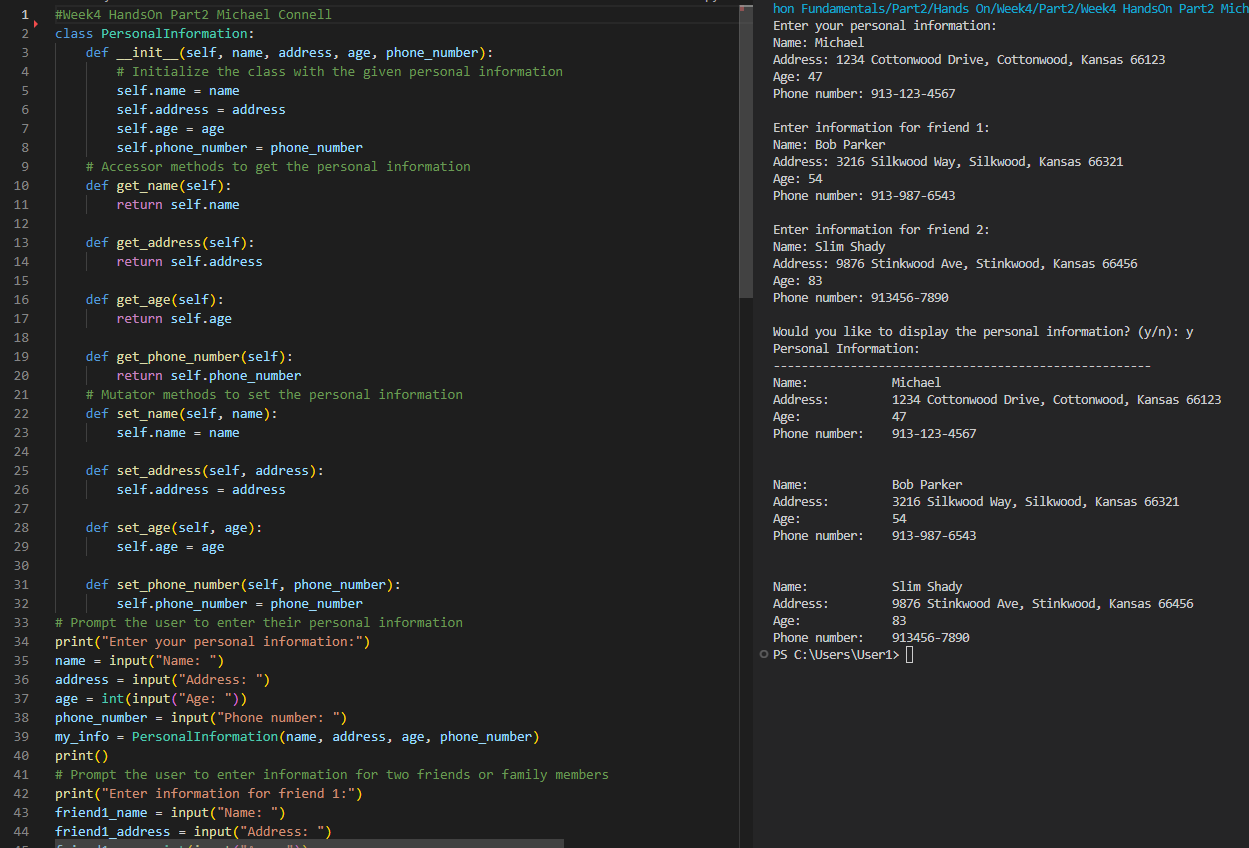 1 #Week4 HandsOn Part2 Michael Connell
2 class PersonalInformation:
3 def __init__(self, name, address, age, phone_number):
4 # Initialize the class with the given personal information
5 self.name = name
6 self.address = address
7 self.age = age
8 self.phone_number = phone_number
9 # Accessor methods to get the personal information
10 def get_name(self):
11 return self.name
12
13 def get_address(self):
14 return self.address
15
16 def get_age(self):
17 return self.age
18
19 def get_phone_number(self):
20 return self.phone_number
21 # Mutator methods to set the personal information
22 def set_name(self, name):
23 self.name = name
24
25 def set_address(self, address):
26 self.address = address
27
28 def set_age(self, age):
29 self.age = age
30
31 def set_phone_number(self, phone_number):
32 self.phone_number = phone_number
33 # Prompt the user to enter their personal information
34 print("Enter your personal information:")
35 name = input("Name: ")
36 address = input("Address: ")
37 age = int(input("Age: "))
38 phone_number = input("Phone number: ")
39 my_info = PersonalInformation(name, address, age, phone_number)
40 print()
41 # Prompt the user to enter information for two friends or family members
42 print("Enter information for friend 1:")
43 friend1_name = input("Name: ")
44 friend1_address = input("Address: ")
hon Fundamentals/Part2/Hands On/Week4/Part2/Week4 HandsOn Part2 Mich
Enter your personal information:
Name: Michael
Address: 1234 Cottonwood Drive, Cottonwood, Kansas 66123
Age: 47
Phone number: 913-123-4567
Enter information for friend 1:
Name: Bob Parker
Address: 3216 Silkwood Way, Silkwood, Kansas 66321
Age: 54
Phone number: 913-987-6543
Enter information for friend 2:
Name: Slim Shady
Address: 9876 Stinkwood Ave, Stinkwood, Kansas 66456
Age: 83
Phone number: 913456-7890
Would you like to display the personal information? (y/n): y
Personal Information:
------------------------------------------------------
Name: Michael
Address: 1234 Cottonwood Drive, Cottonwood, Kansas 66123
Age: 47
Phone number: 913-123-4567
Name: Bob Parker
Address: 3216 Silkwood Way, Silkwood, Kansas 66321
Age: 54
Phone number: 913-987-6543
Name: Slim Shady
Address: 9876 Stinkwood Ave, Stinkwood, Kansas 66456
Age: 83
Phone number: 913456-7890
PS C:\Users\User1>